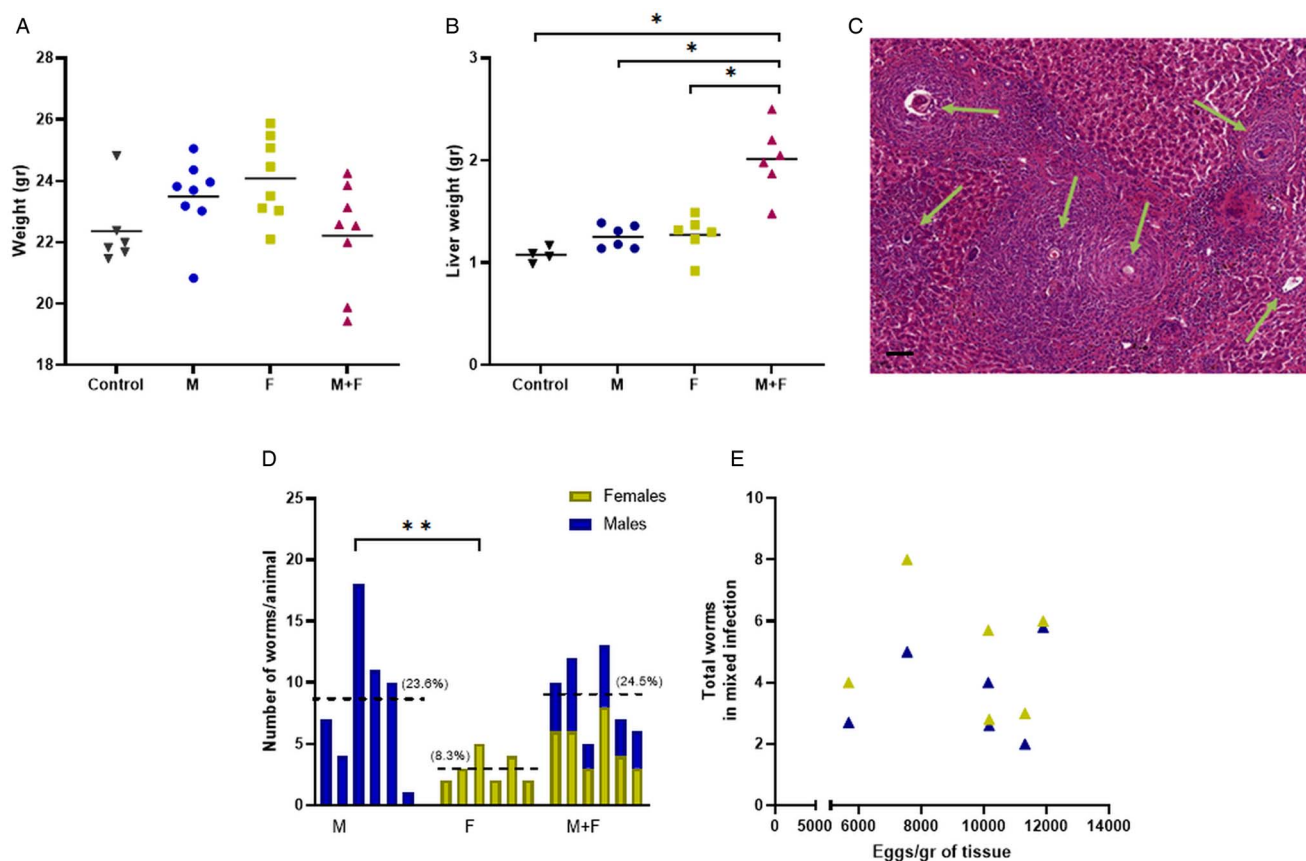 A
Weight (gr)
28
26
24
22
20
18
Control M F M+F
B
Liver weight (gr)
3
2
1
0
* 
*
*
Control M F M+F
C
D
Number of worms/animal
25
20
15
10
5
0
* *
(23.6%)
(8.3%)
(24.5%)
Females
Males
M F M+F
E
Total worms
in mixed infection
10
8
6
4
2
0
0 5000 6000 8000 10000 12000 14000
Eggs/gr of tissue